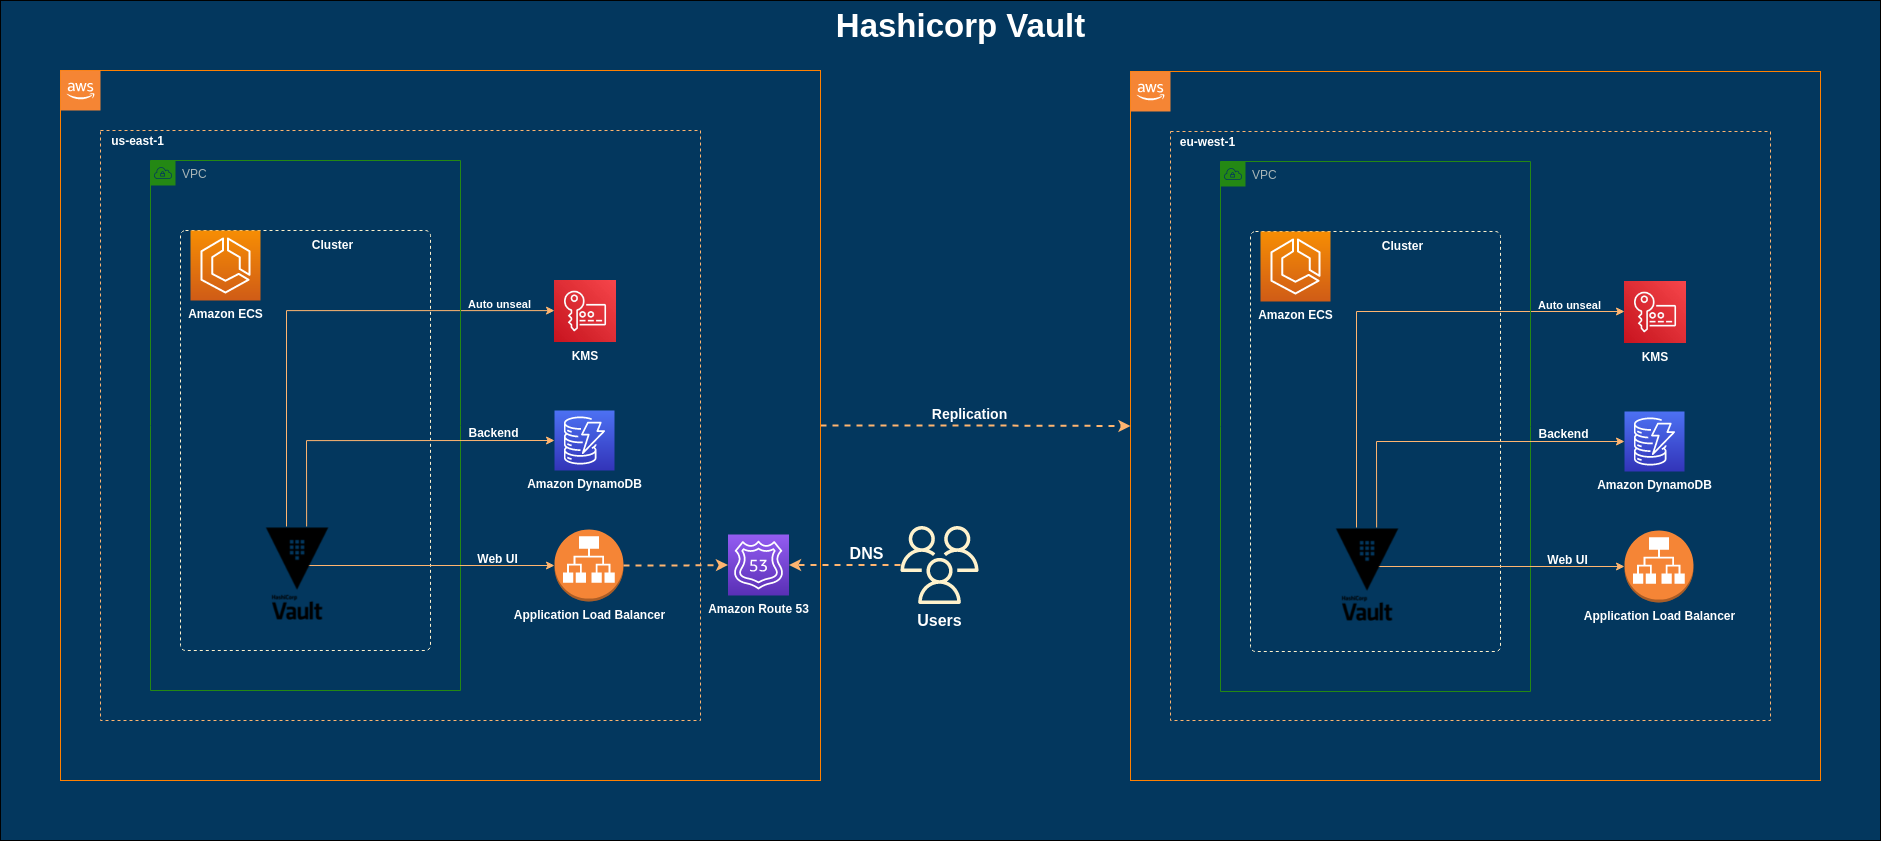 Hashicorp Vault
aws
us-east-1
VPC
Cluster
Amazon ECS
Auto unseal
KMS
Backend
Amazon DynamoDB
Web UI
Application Load Balancer
HashiCorp
Vault
53
Amazon Route 53
Replication
DNS
Users
aws
eu-west-1
VPC
Cluster
Amazon ECS
Auto unseal
KMS
Backend
Amazon DynamoDB
Web UI
Application Load Balancer
HashiCorp
Vault